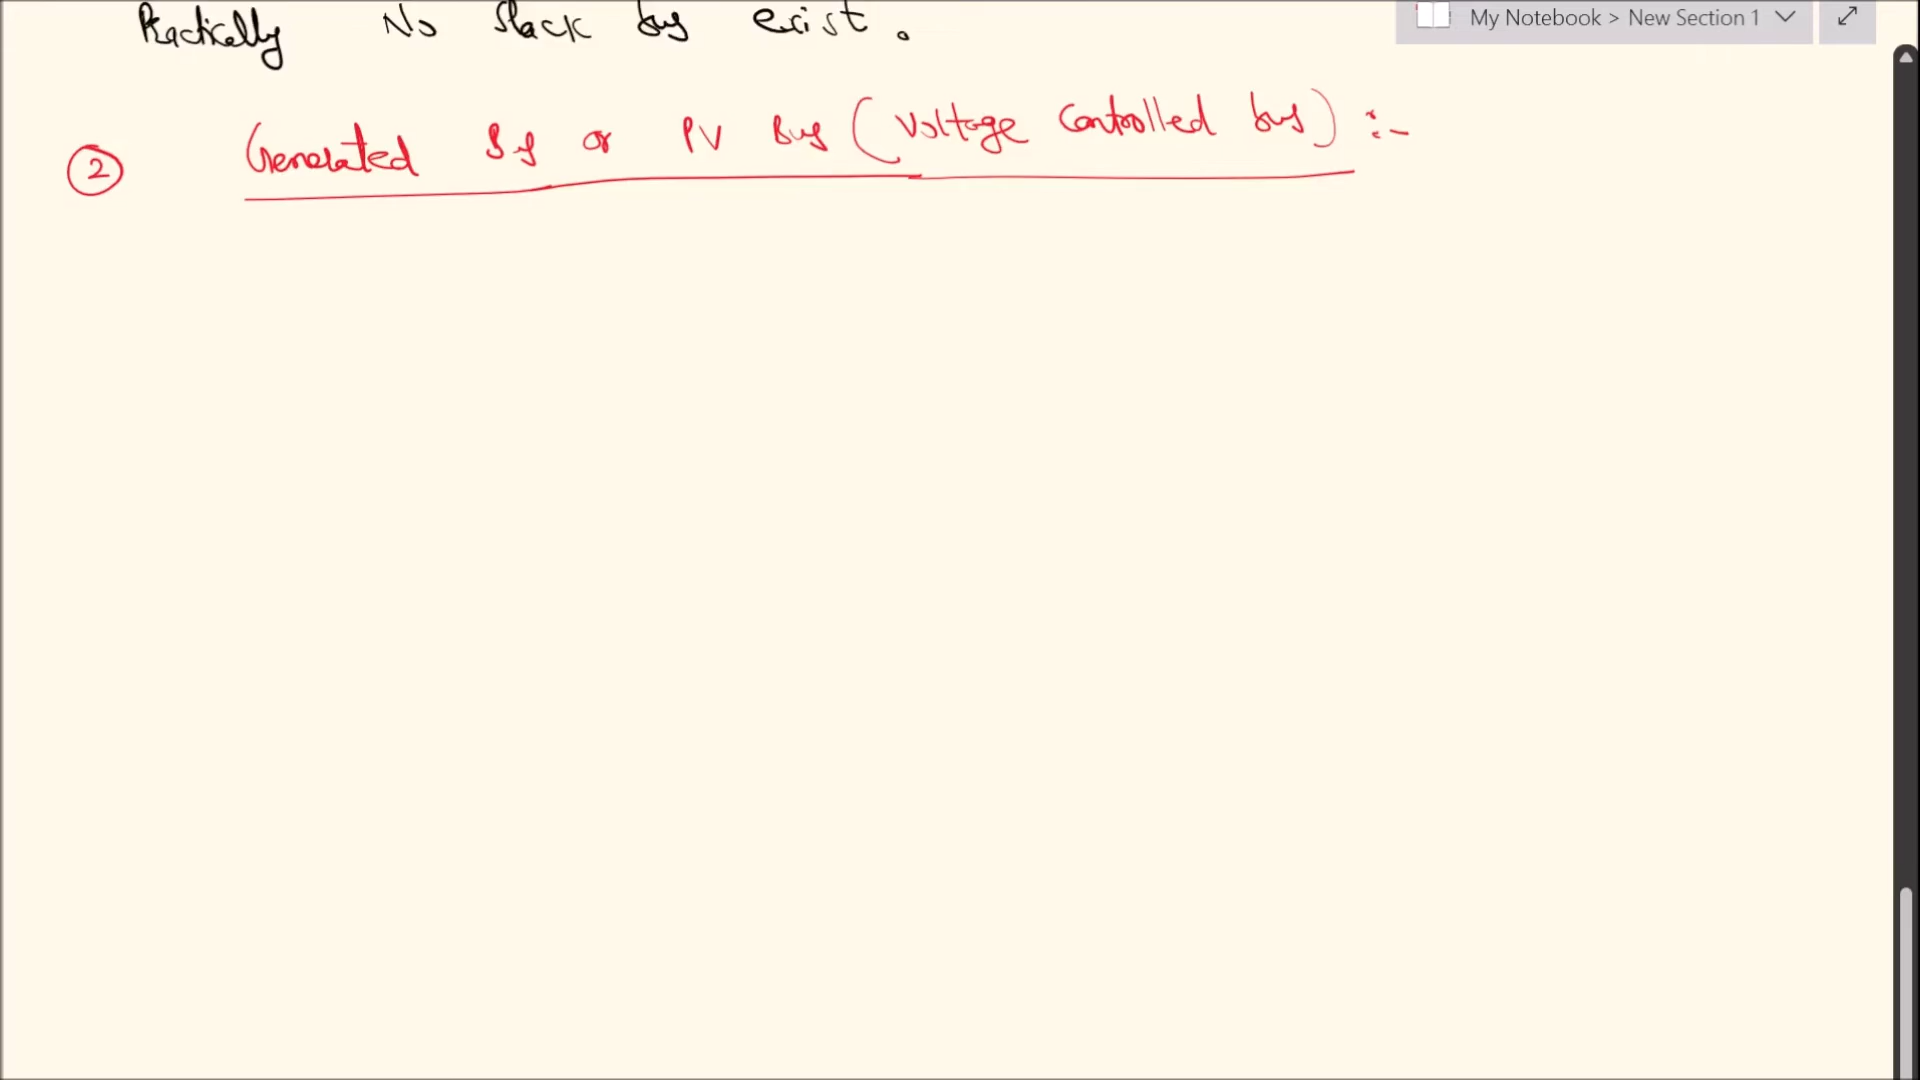 Practically No Slack bus exist.
My Notebook > New Section 1
② Generated Bus or PV Bus (Voltage Controlled bus) :-